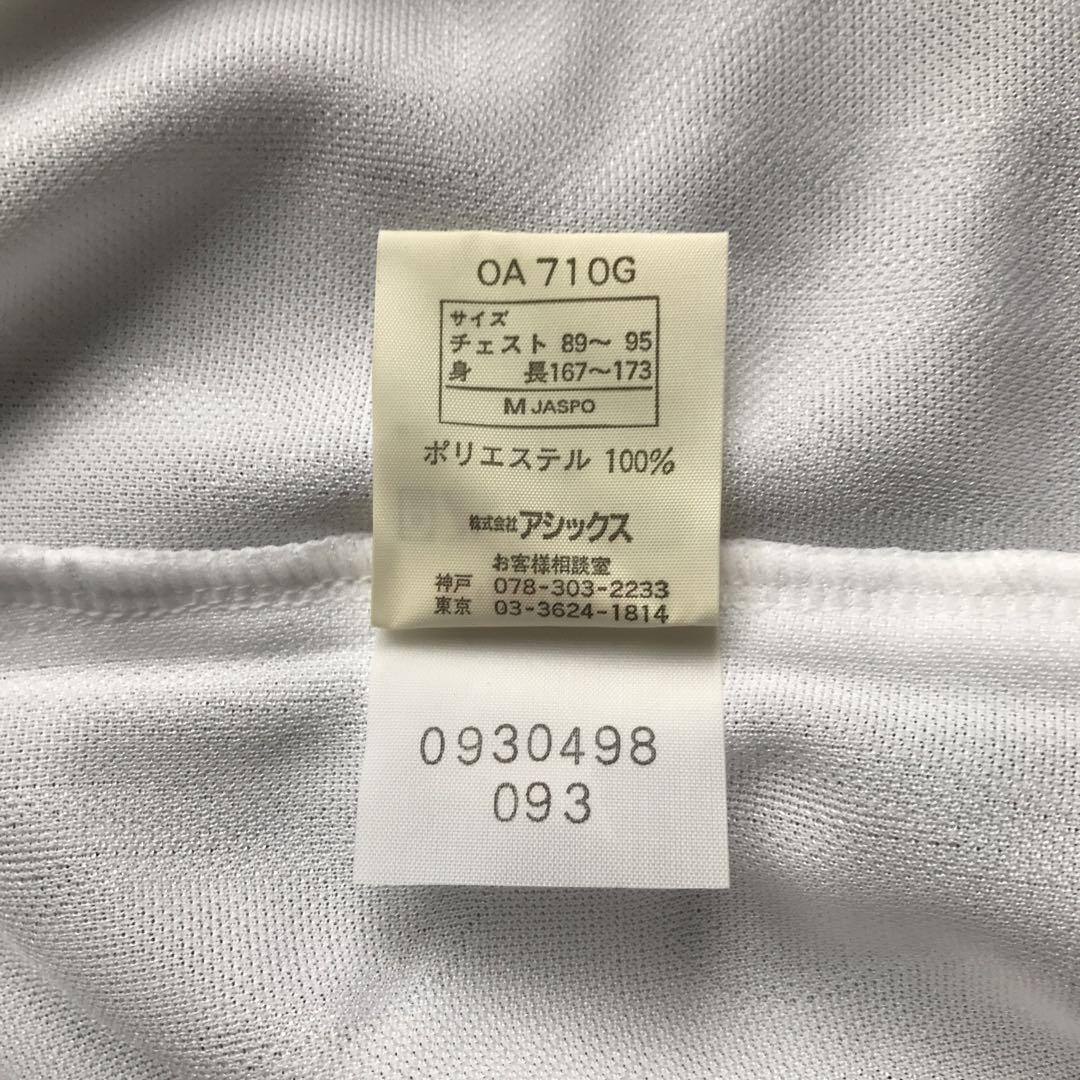 OA 710G
サイズ
チェスト 89〜 95
身 長167〜173
M JASPO
ポリエステル 100%
株式会社アシックス
お客様相談室
神戸 078-303-2233
東京 03-3624-1814
0930498
093